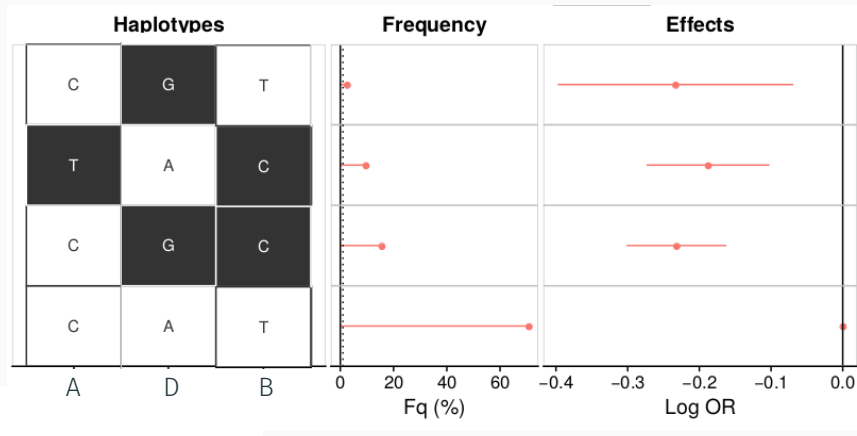 Haplotypes Frequency Effects
C G T
T A C
C G C
C A T
A D B
0 20 40 60 −0.4 −0.3 −0.2 −0.1 0.0
Fq (%) Log OR